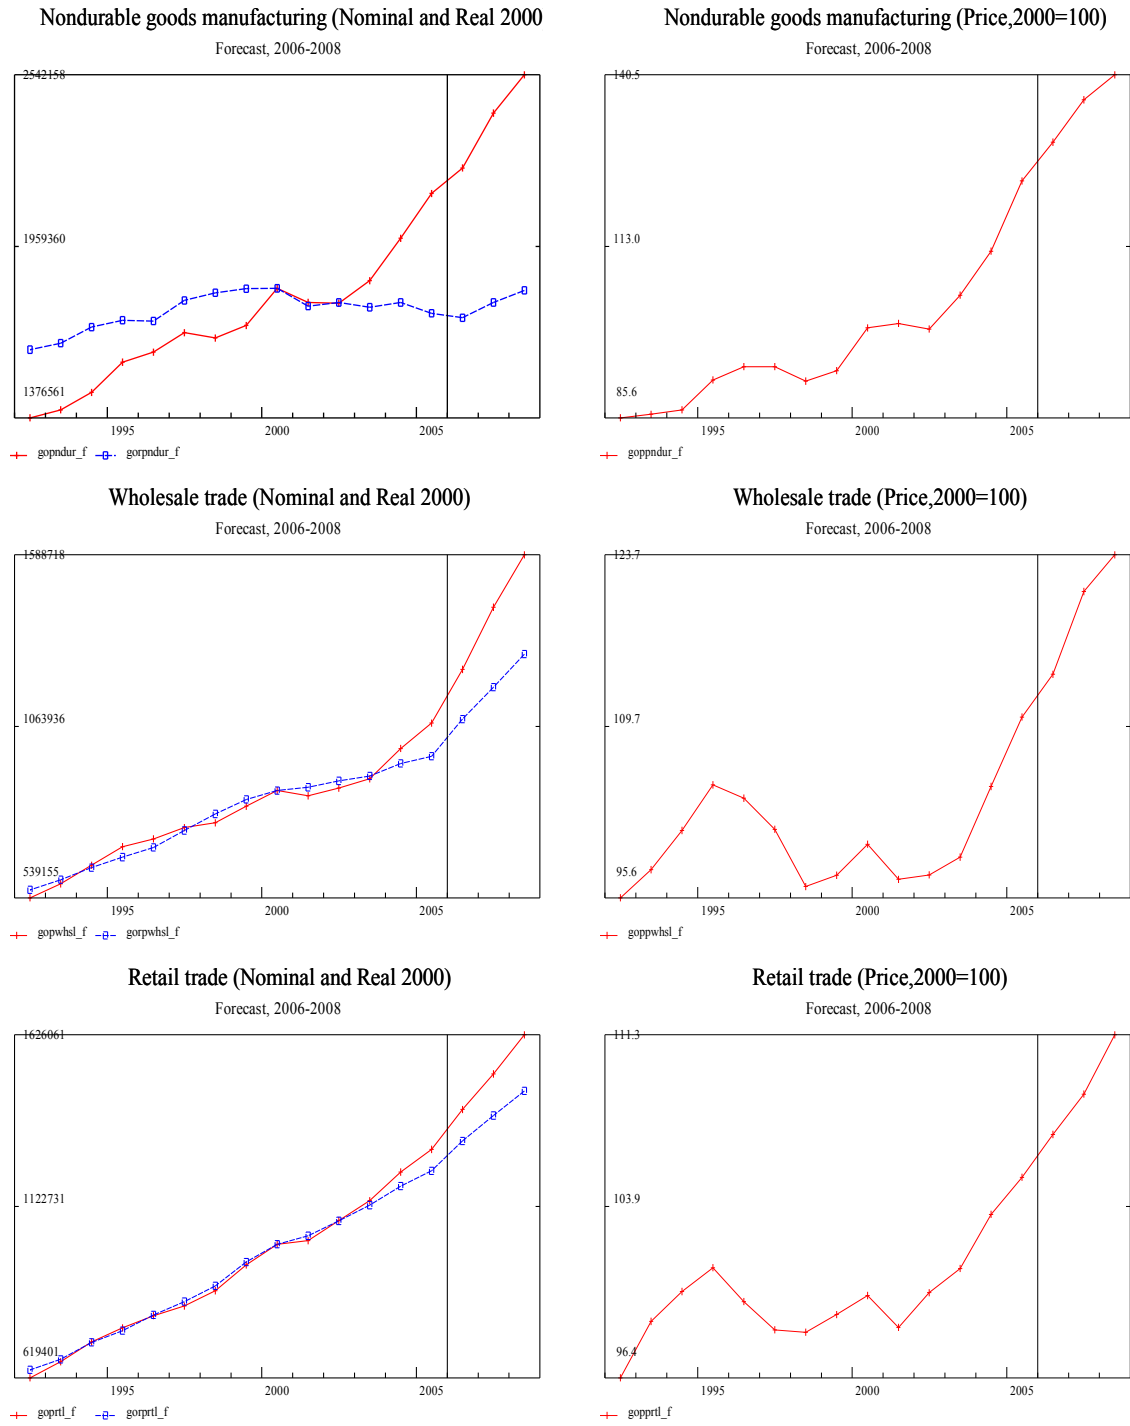 Nondurable goods manufacturing (Nominal and Real 2000
Forecast, 2006-2008
2542158
1959360
1376561
1995 2000 2005
gopndur_f gorpndur_f
Nondurable goods manufacturing (Price,2000=100)
Forecast, 2006-2008
140.5
113.0
85.6
1995 2000 2005
goppndur_f
Wholesale trade (Nominal and Real 2000)
Forecast, 2006-2008
1588718
1063936
539155
1995 2000 2005
gopwhsl_f gorpwhsl_f
Wholesale trade (Price,2000=100)
Forecast, 2006-2008
123.7
109.7
95.6
1995 2000 2005
goppwhsl_f
Retail trade (Nominal and Real 2000)
Forecast, 2006-2008
1626061
1122731
619401
1995 2000 2005
goprtl_f gorprtl_f
Retail trade (Price,2000=100)
Forecast, 2006-2008
111.3
103.9
96.4
1995 2000 2005
gopprtl_f